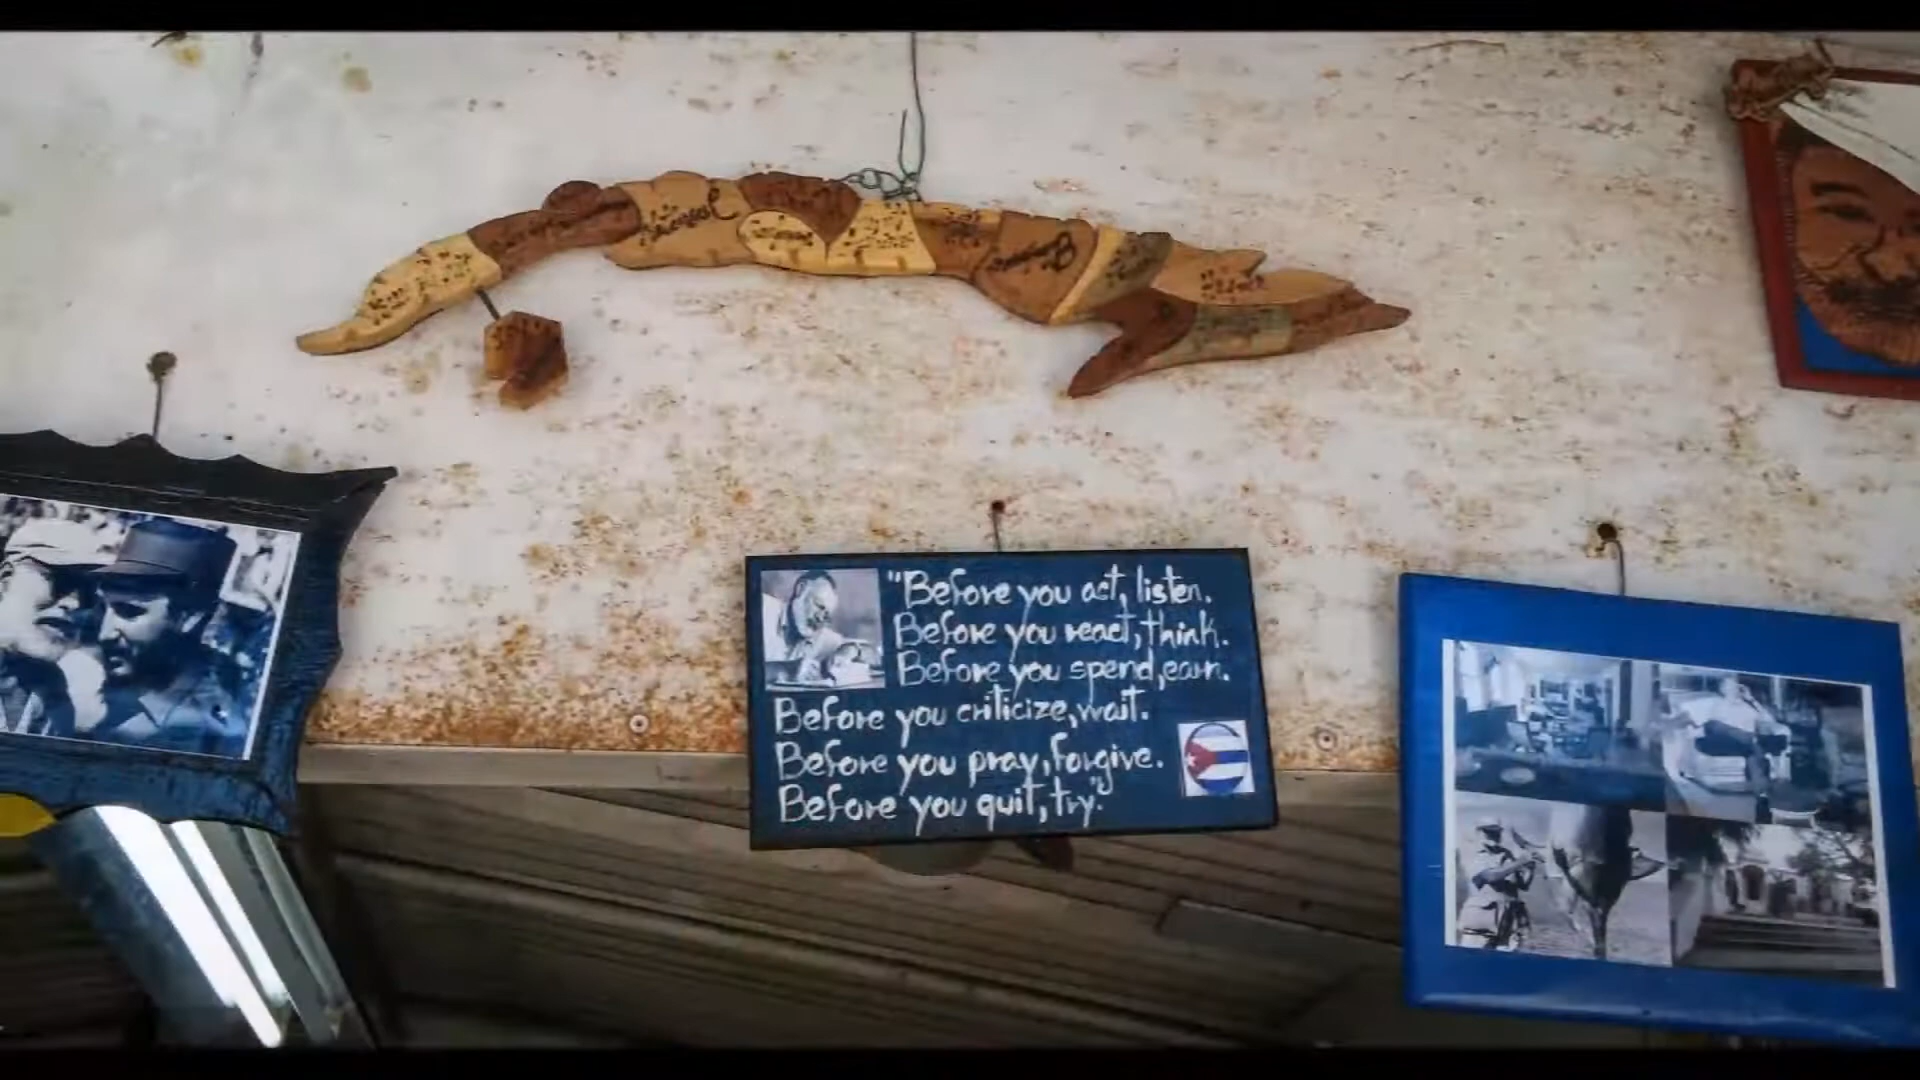 "Before you act, listen.
Before you react, think.
Before you spend, earn.
Before you criticize, wait.
Before you pray, forgive.
Before you quit, try."